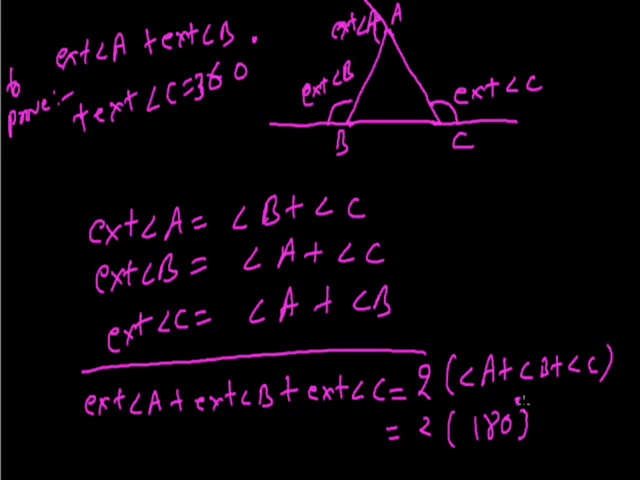 to prove:- ext∠A + ext∠B
+ ext∠C = 360
ext∠A A
ext∠B ext∠C
B C
ext∠A = ∠B + ∠C
ext∠B = ∠A + ∠C
ext∠C = ∠A + ∠B
ext∠A + ext∠B + ext∠C = 2 (∠A + ∠B + ∠C)
= 2 (180)